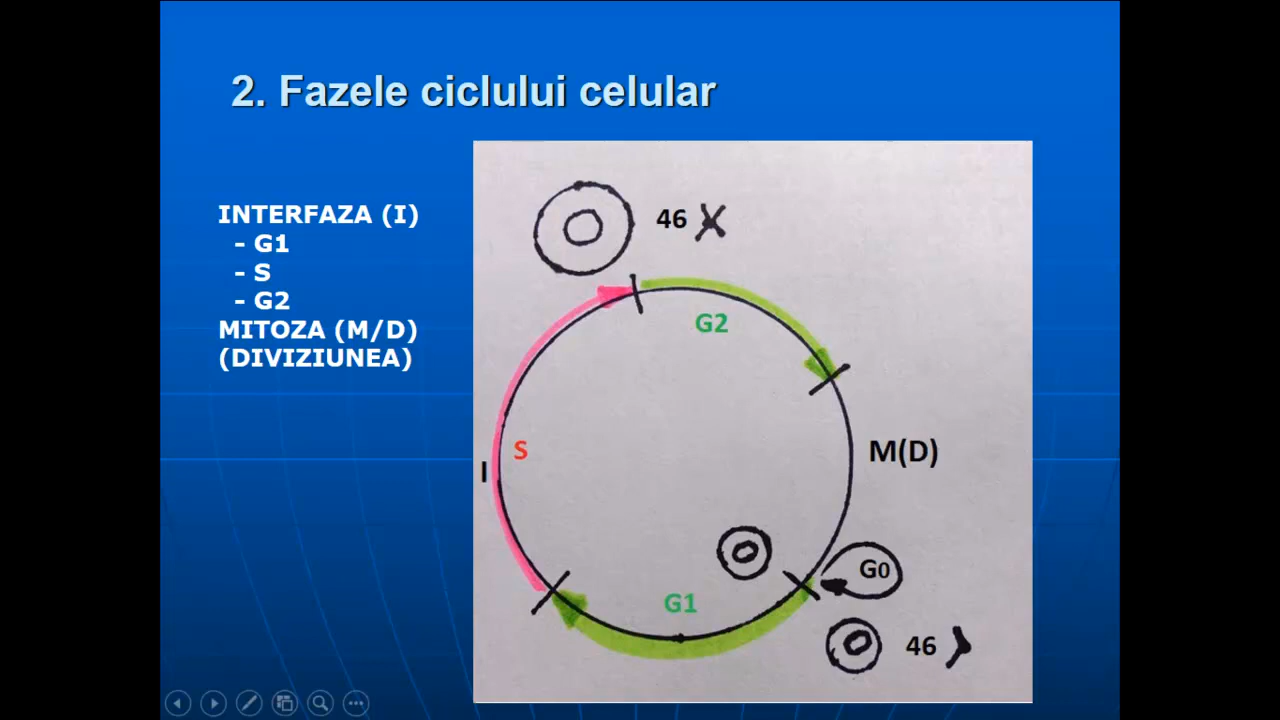 2. Fazele ciclului celular
INTERFAZA (I)
- G1
- S
- G2
MITOZA (M/D)
(DIVIZIUNEA)
46
G2
S
I
M(D)
G0
G1
46